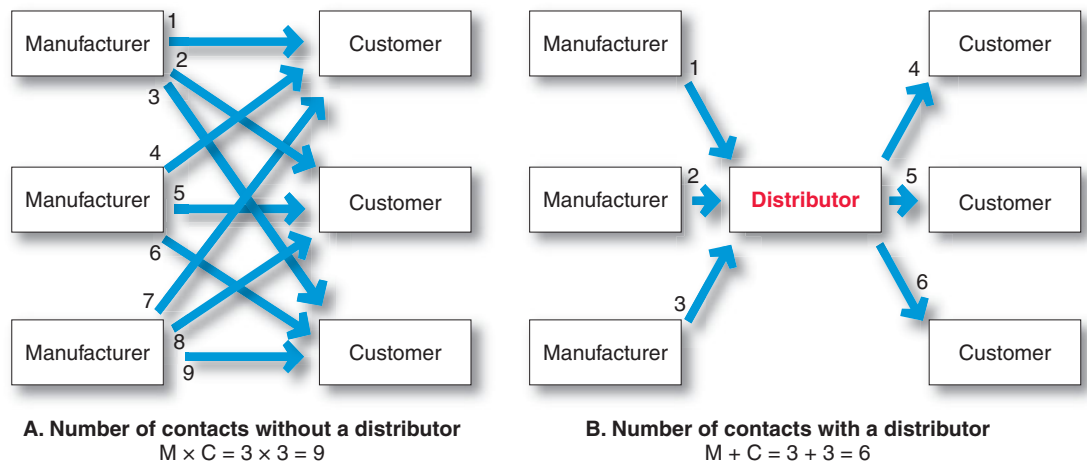 1
Manufacturer
Customer
2
3
4
Manufacturer
5
Customer
6
7
Manufacturer
8
Customer
9
A. Number of contacts without a distributor
M × C = 3 × 3 = 9
Manufacturer
Customer
1
4
Manufacturer
2
Distributor
5
Customer
3
6
Manufacturer
Customer
B. Number of contacts with a distributor
M + C = 3 + 3 = 6